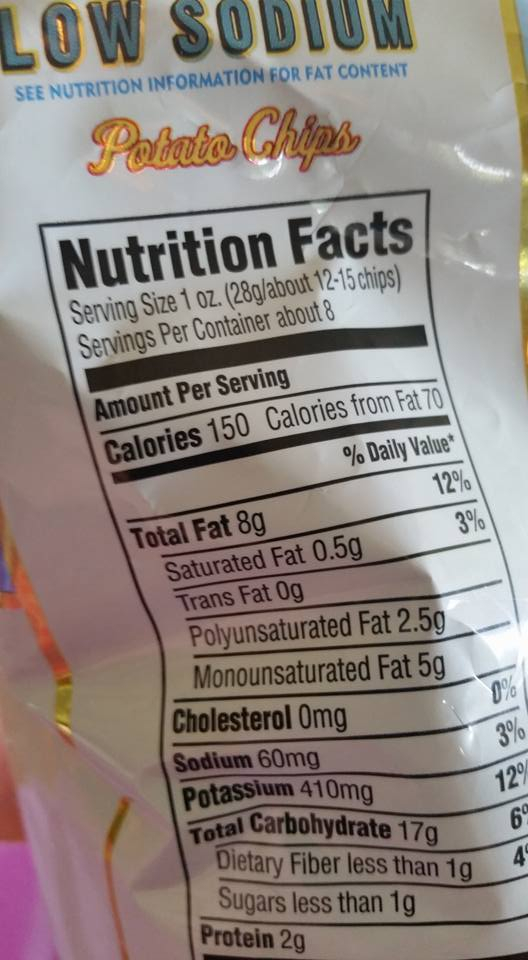 LOW SODIUM
SEE NUTRITION INFORMATION FOR FAT CONTENT
Potato Chips
Nutrition Facts
Serving Size 1 oz. (28g/about 12-15 chips)
Servings Per Container about 8
Amount Per Serving
Calories 150 Calories from Fat 70
% Daily Value*
Total Fat 8g 12%
Saturated Fat 0.5g 3%
Trans Fat 0g
Polyunsaturated Fat 2.5g
Monounsaturated Fat 5g
Cholesterol 0mg 0%
Sodium 60mg 3%
Potassium 410mg 12%
Total Carbohydrate 17g 6%
Dietary Fiber less than 1g 4%
Sugars less than 1g
Protein 2g